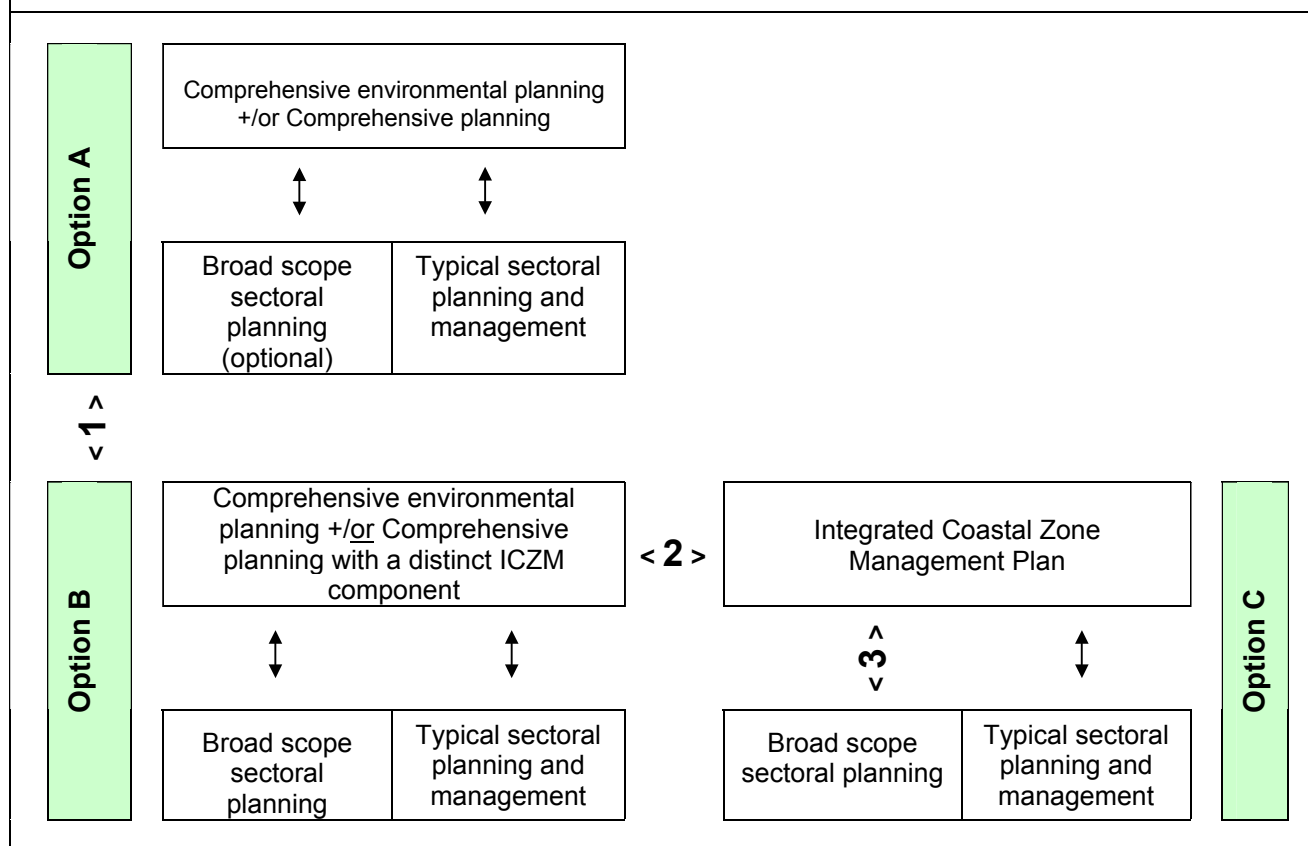 Option A
Comprehensive environmental planning
+/or Comprehensive planning
Broad scope
sectoral
planning
(optional)
Typical sectoral
planning and
management
< 1 >
Option B
Comprehensive environmental
planning +/or Comprehensive
planning with a distinct ICZM
component
< 2 >
Integrated Coastal Zone
Management Plan
Option C
< 3 >
Broad scope
sectoral
planning
Typical sectoral
planning and
management
Broad scope
sectoral planning
Typical sectoral
planning and
management